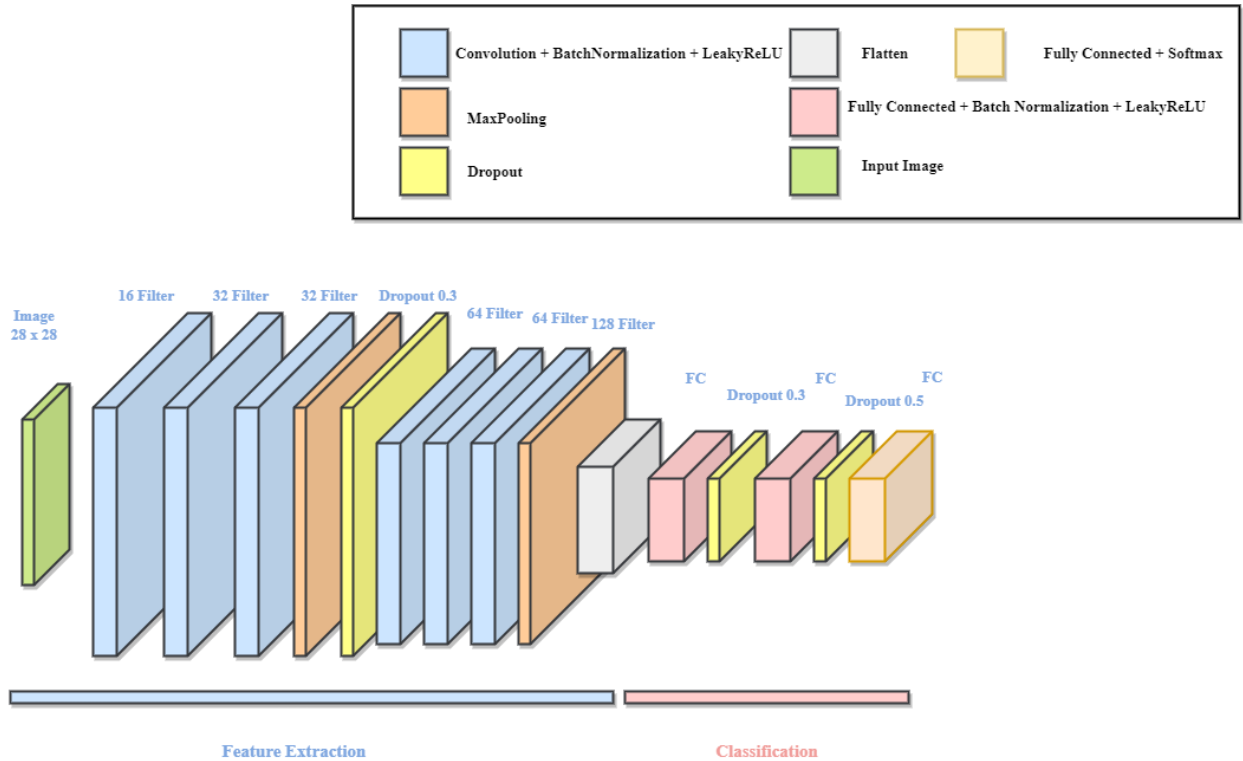 Convolution + BatchNormalization + LeakyReLU
Flatten
Fully Connected + Softmax
MaxPooling
Fully Connected + Batch Normalization + LeakyReLU
Dropout
Input Image
Image
28 x 28
16 Filter
32 Filter
32 Filter
Dropout 0.3
64 Filter
64 Filter
128 Filter
FC
Dropout 0.3
FC
Dropout 0.5
FC
Feature Extraction
Classification